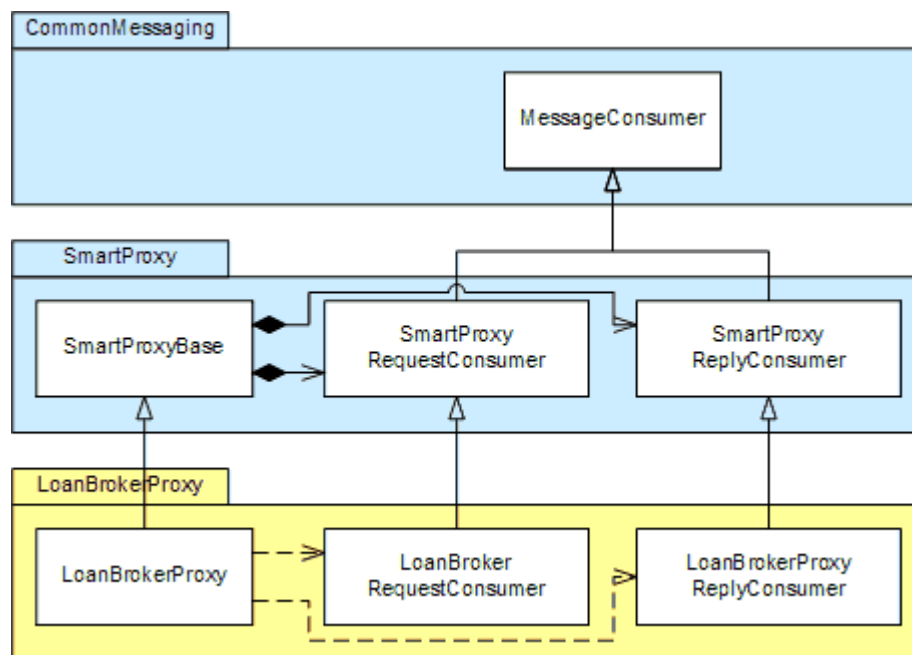 CommonMessaging
MessageConsumer
SmartProxy
SmartProxyBase
SmartProxy
RequestConsumer
SmartProxy
ReplyConsumer
LoanBrokerProxy
LoanBrokerProxy
LoanBroker
RequestConsumer
LoanBrokerProxy
ReplyConsumer